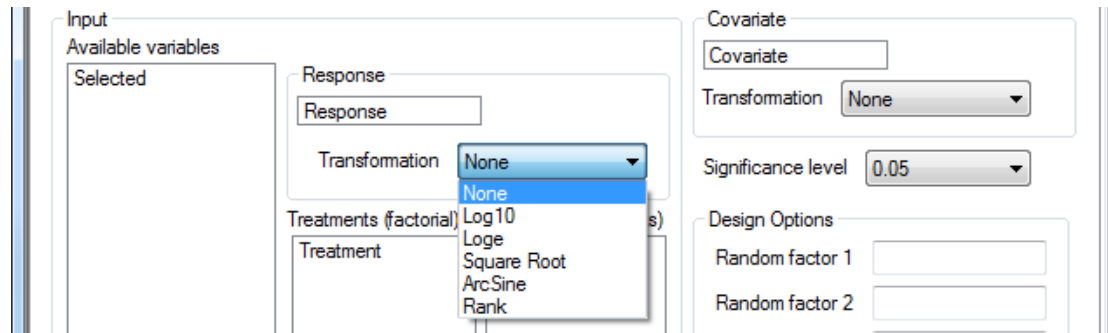 Input
Available variables
Selected
Response
Response
Transformation None
None
Log10
Loge
Square Root
ArcSine
Rank
Treatments (factorial)
s)
Treatment
Covariate
Covariate
Transformation None
Significance level 0.05
Design Options
Random factor 1
Random factor 2